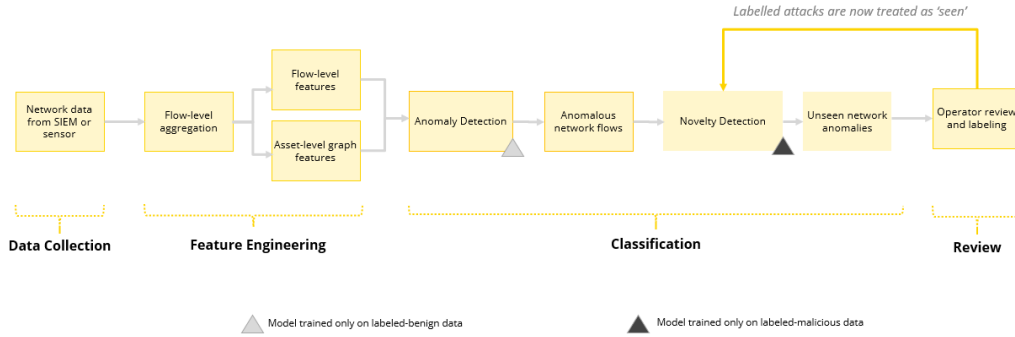 Labelled attacks are now treated as ‘seen’
Network data
from SIEM or
sensor
Flow-level
aggregation
Flow-level
features
Asset-level graph
features
Anomaly Detection
Anomalous
network flows
Novelty Detection
Unseen network
anomalies
Operator review
and labeling
Data Collection
Feature Engineering
Classification
Review
Model trained only on labeled-benign data
Model trained only on labeled-malicious data